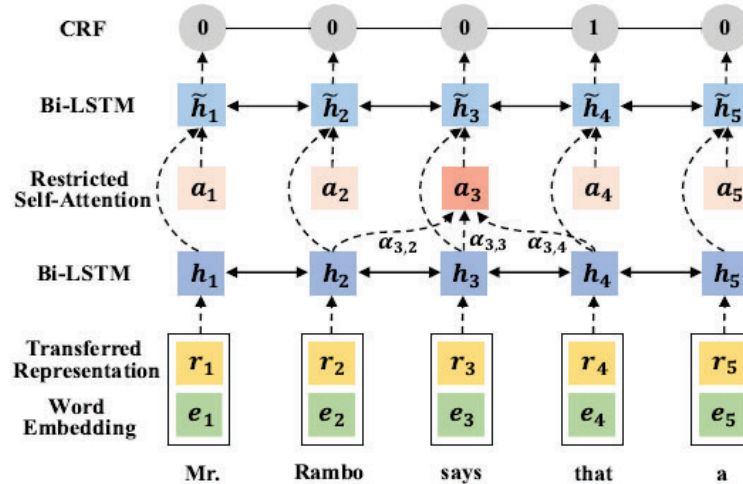 CRF 0 0 0 1 0
Bi-LSTM h̃₁ h̃₂ h̃₃ h̃₄ h̃₅
Restricted
Self-Attention a₁ a₂ a₃ a₄ a₅
α₃,₂ α₃,₃ α₃,₄
Bi-LSTM h₁ h₂ h₃ h₄ h₅
Transferred
Representation r₁ r₂ r₃ r₄ r₅
Word
Embedding e₁ e₂ e₃ e₄ e₅
Mr. Rambo says that a